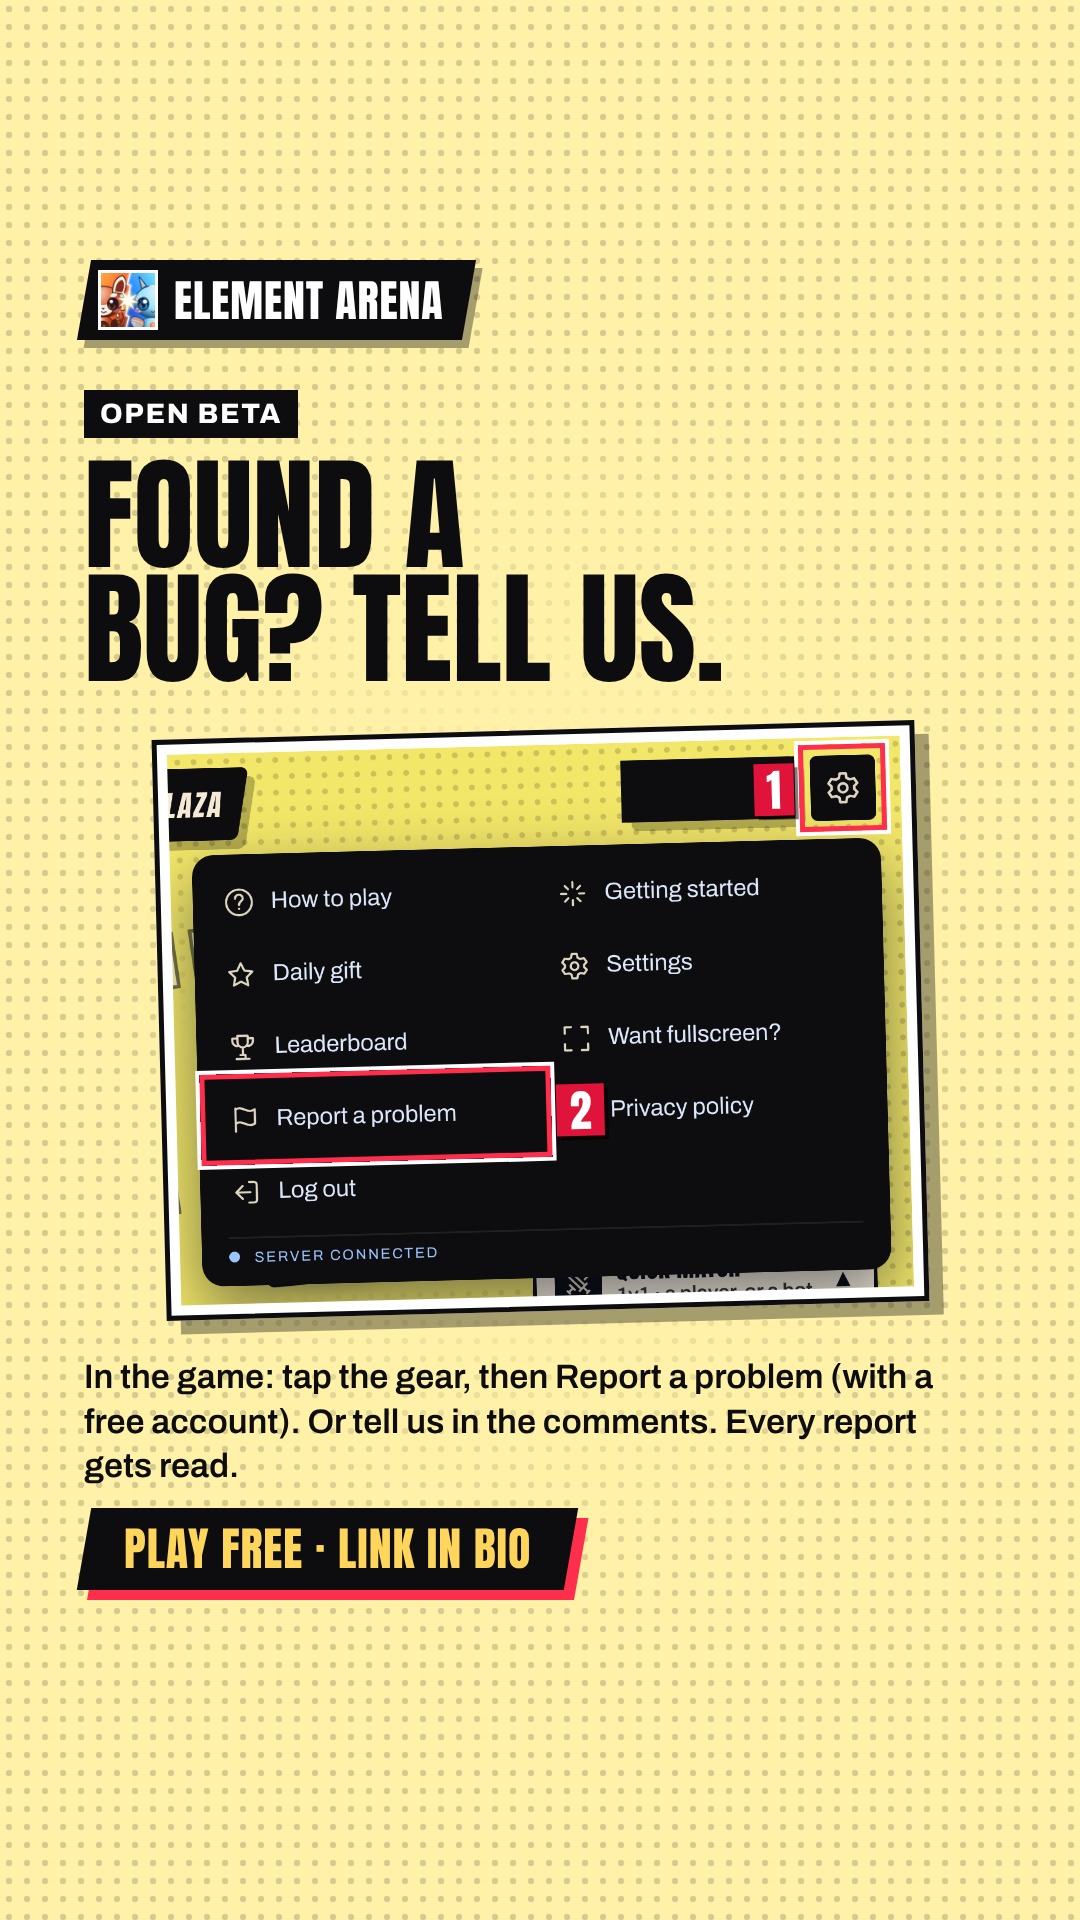 ELEMENT ARENA
OPEN BETA
FOUND A
BUG? TELL US.
LAZA
1
How to play
Getting started
Daily gift
Settings
Leaderboard
Want fullscreen?
Report a problem
2
Privacy policy
Log out
SERVER CONNECTED
In the game: tap the gear, then Report a problem (with a
free account). Or tell us in the comments. Every report
gets read.
PLAY FREE · LINK IN BIO